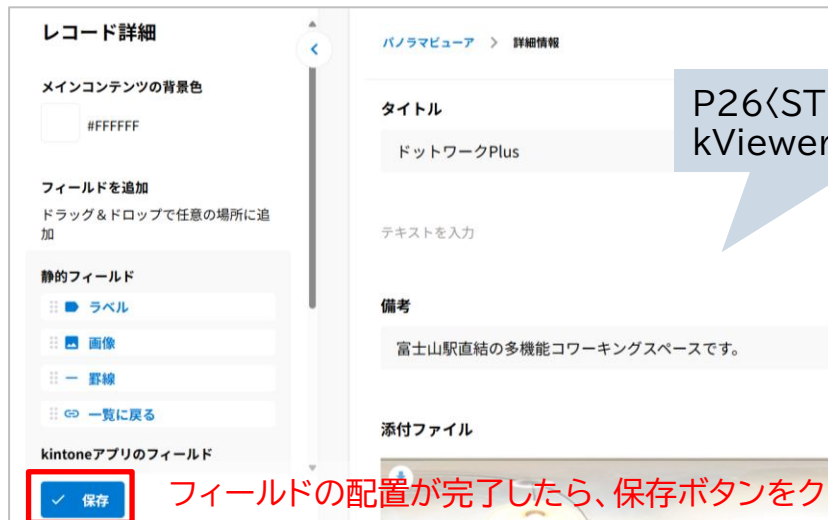 レコード詳細
メインコンテンツの背景色
#FFFFFF
フィールドを追加
ドラッグ＆ドロップで任意の場所に追
加
静的フィールド
ラベル
画像
罫線
一覧に戻る
kintoneアプリのフィールド
保存
パノラマビューア > 詳細情報
タイトル
ドットワークPlus
テキストを入力
備考
富士山駅直結の多機能コワーキングスペースです。
添付ファイル
P26〈ST
kViewer
フィールドの配置が完了したら、保存ボタンをク